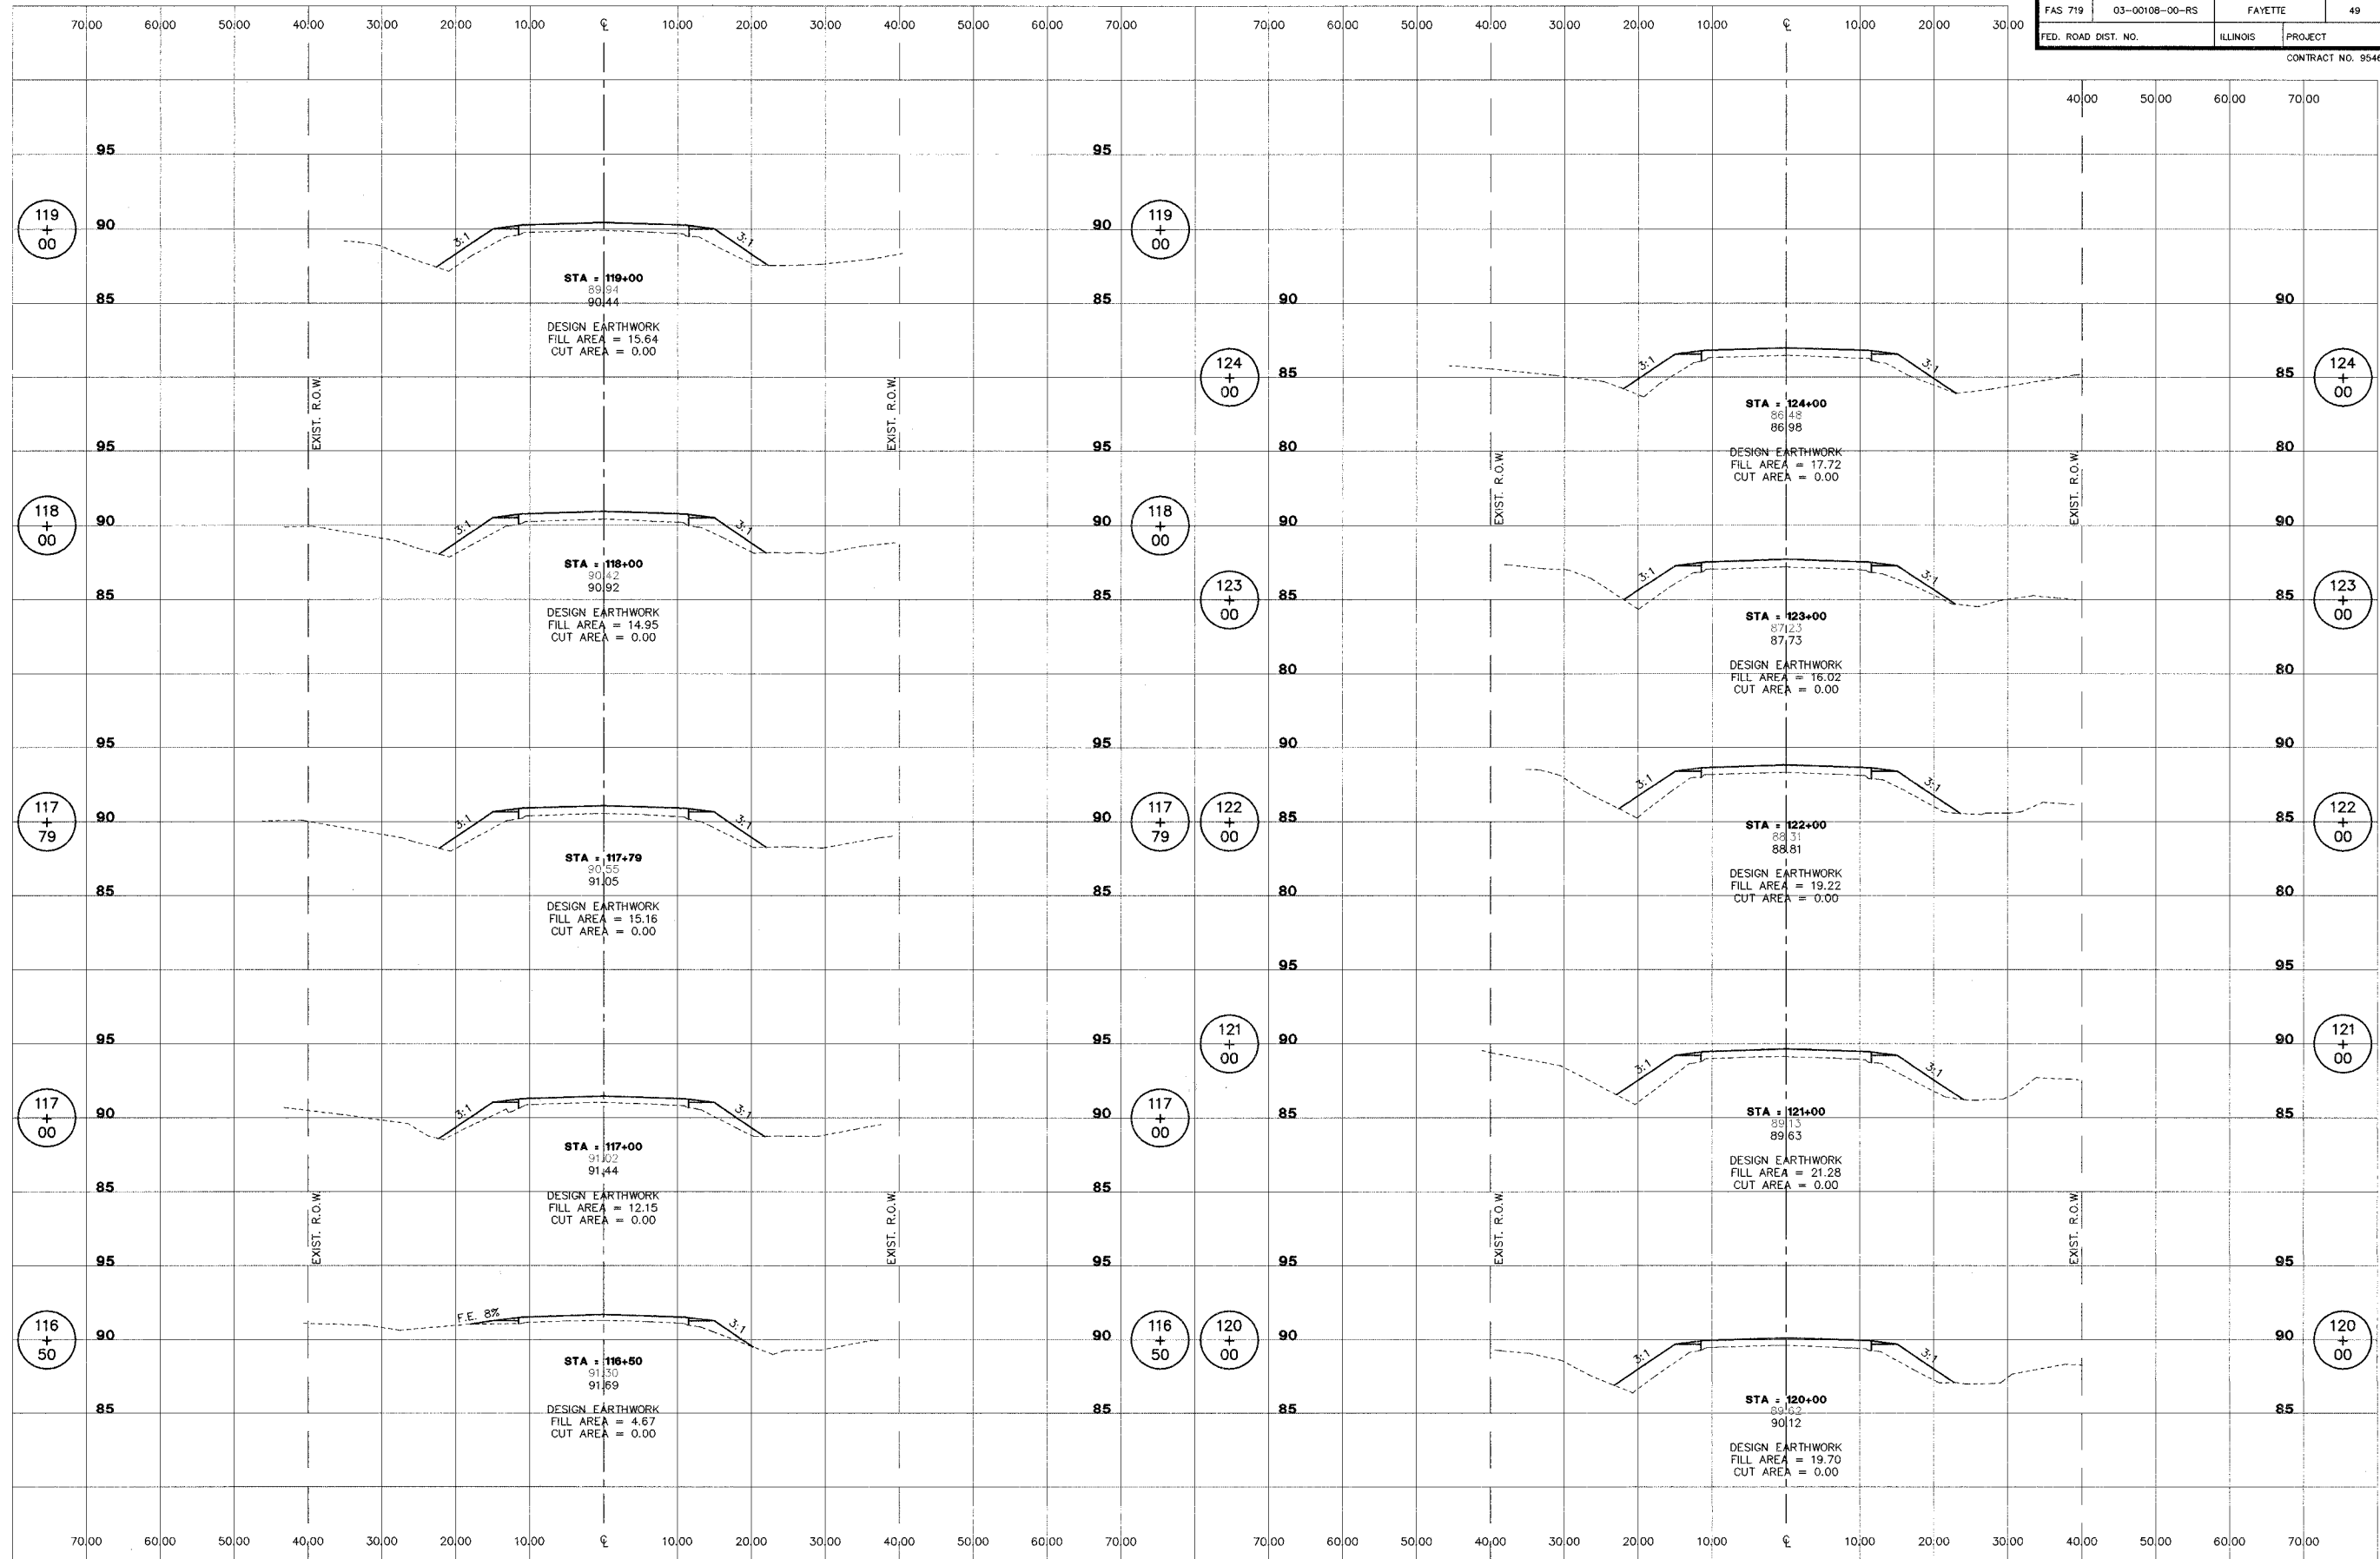 FAS 719 03-00108-00-RS FAYETTE 49
FED. ROAD DIST. NO. ILLINOIS PROJECT
CONTRACT NO. 9546
70.00 60.00 50.00 40.00 30.00 20.00 10.00 ℄ 10.00 20.00 30.00 40.00 50.00 60.00 70.00
95 95
119 + 00 90 90 119 + 00
3:1 3:1
STA = 119+00
89.94
90.44
85 85
DESIGN EARTHWORK
FILL AREA = 15.64
CUT AREA = 0.00
EXIST. R.O.W. EXIST. R.O.W.
95 95
118 + 00 90 90 118 + 00
3:1 3:1
STA = 118+00
90.42
90.92
85 85
DESIGN EARTHWORK
FILL AREA = 14.95
CUT AREA = 0.00
95 95
117 + 79 90 90 117 + 79
3:1 3:1
STA = 117+79
90.55
91.05
85 85
DESIGN EARTHWORK
FILL AREA = 15.16
CUT AREA = 0.00
95 95
117 + 00 90 90 117 + 00
3:1 3:1
STA = 117+00
91.02
91.44
85 85
DESIGN EARTHWORK
FILL AREA = 12.15
CUT AREA = 0.00
EXIST. R.O.W. EXIST. R.O.W.
95 95
116 + 50 90 90 116 + 50
F.E. 8% 3:1
STA = 116+50
91.30
91.69
85 85
DESIGN EARTHWORK
FILL AREA = 4.67
CUT AREA = 0.00
70.00 60.00 50.00 40.00 30.00 20.00 10.00 ℄ 10.00 20.00 30.00 40.00 50.00 60.00 70.00
70.00 60.00 50.00 40.00 30.00 20.00 10.00 ℄ 10.00 20.00 30.00
40.00 50.00 60.00 70.00
90 90
124 + 00 85 85 124 + 00
3:1 3:1
STA = 124+00
86.48
86.98
80 80
DESIGN EARTHWORK
FILL AREA = 17.72
CUT AREA = 0.00
EXIST. R.O.W. EXIST. R.O.W.
90 90
123 + 00 85 85 123 + 00
3:1 3:1
STA = 123+00
87.23
87.73
DESIGN EARTHWORK
80 80
FILL AREA = 16.02
CUT AREA = 0.00
90 90
122 + 00 85 85 122 + 00
3:1 3:1
STA = 122+00
88.31
88.81
DESIGN EARTHWORK
FILL AREA = 19.22
80 80
CUT AREA = 0.00
95 95
121 + 00 90 90 121 + 00
3:1 3:1
85 85
STA = 121+00
89.13
89.63
DESIGN EARTHWORK
FILL AREA = 21.28
CUT AREA = 0.00
EXIST. R.O.W. EXIST. R.O.W.
95 95
120 + 00 90 90 120 + 00
3:1 3:1
STA = 120+00
89.62
90.12
85 85
DESIGN EARTHWORK
FILL AREA = 19.70
CUT AREA = 0.00
70.00 60.00 50.00 40.00 30.00 20.00 10.00 ℄ 10.00 20.00 30.00 40.00 50.00 60.00 70.00